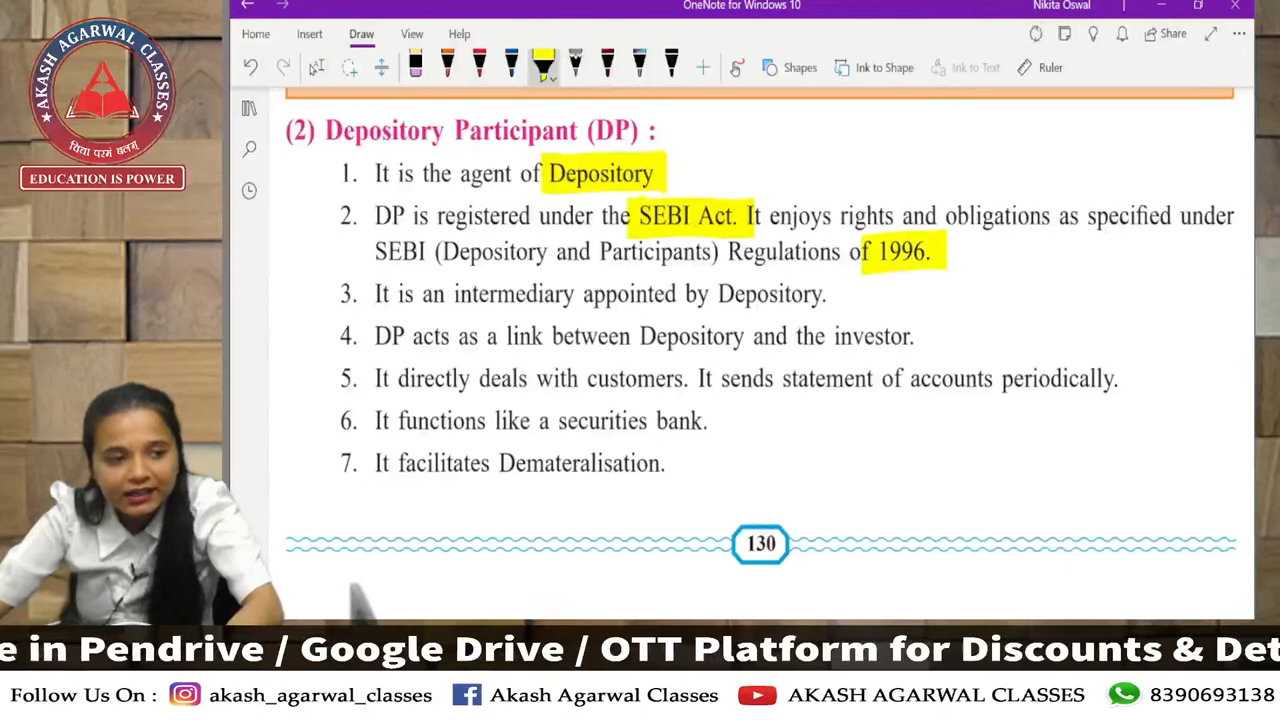 OneNote for Windows 10
Nikita Oswal
Home Insert Draw View Help
Share
Shapes Ink to Shape Ink to Text Ruler
AKASH AGARWAL CLASSES
विद्या परमं बलम्
EDUCATION IS POWER
(2) Depository Participant (DP) :
1. It is the agent of Depository
2. DP is registered under the SEBI Act. It enjoys rights and obligations as specified under
SEBI (Depository and Participants) Regulations of 1996.
3. It is an intermediary appointed by Depository.
4. DP acts as a link between Depository and the investor.
5. It directly deals with customers. It sends statement of accounts periodically.
6. It functions like a securities bank.
7. It facilitates Demateralisation.
130
e in Pendrive / Google Drive / OTT Platform for Discounts & Det
Follow Us On : akash_agarwal_classes Akash Agarwal Classes AKASH AGARWAL CLASSES 8390693138